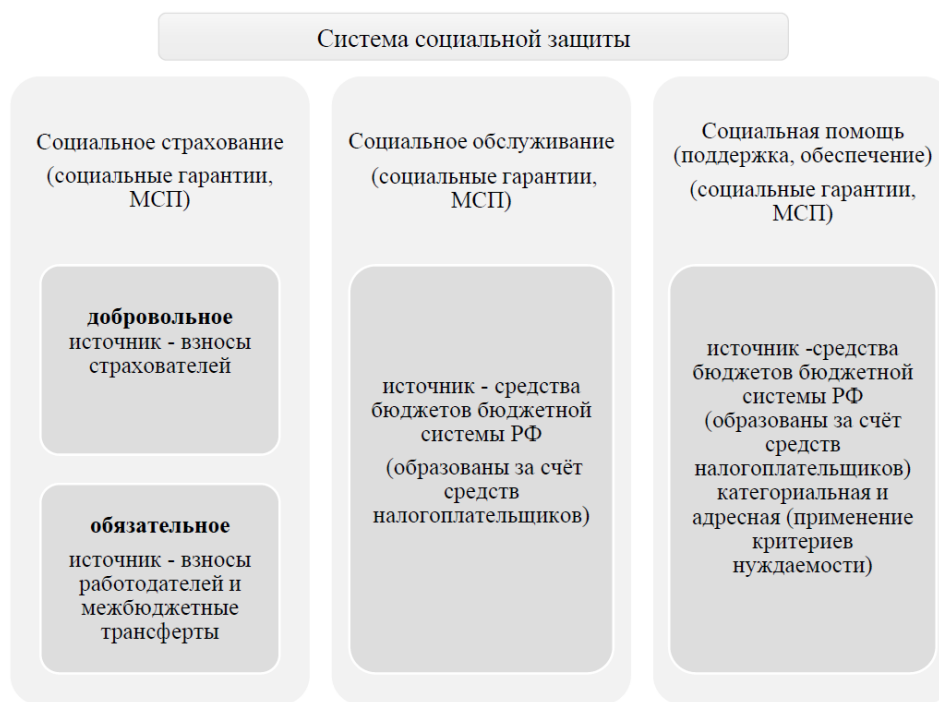 Система социальной защиты
Социальное страхование
(социальные гарантии,
МСП)
добровольное
источник - взносы
страхователей
обязательное
источник - взносы
работодателей и
межбюджетные
трансферты
Социальное обслуживание
(социальные гарантии,
МСП)
источник - средства
бюджетов бюджетной
системы РФ
(образованы за счёт
средств
налогоплательщиков)
Социальная помощь
(поддержка, обеспечение)
(социальные гарантии,
МСП)
источник -средства
бюджетов бюджетной
системы РФ
(образованы за счёт
средств
налогоплательщиков)
категориальная и
адресная (применение
критериев
нуждаемости)